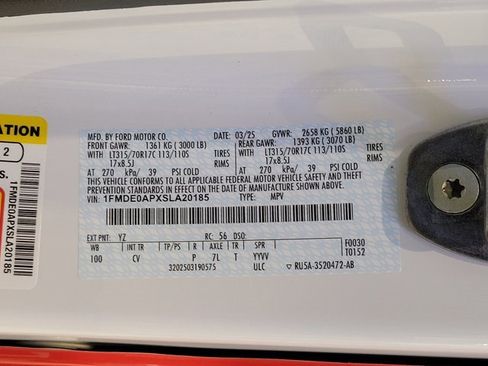 ATION
2
s.
1FMDE0APXSLA20185
MFD. BY FORD MOTOR CO. DATE: 03/25 GVWR: 2658 KG (5860 LB)
FRONT GAWR: 1361 KG (3000 LB) REAR GAWR: 1393 KG (3070 LB)
WITH LT315/70R17C 113/110S TIRES WITH LT315/70R17C 113/110S TIRES
17x8.5J RIMS 17x8.5J RIMS
AT 270 kPa/ 39 PSI COLD AT 270 kPa/ 39 PSI COLD
THIS VEHICLE CONFORMS TO ALL APPLICABLE FEDERAL MOTOR VEHICLE
SAFETY AND THEFT PREVENTION STANDARDS IN EFFECT ON THE DATE OF
MANUFACTURE SHOWN ABOVE.
VIN: 1FMDE0APXSLA20185 TYPE: MPV
EXT PNT: YZ RC: 56 DSO:
WB INT TR TP/PS R AXLE TR SPR F0030
100 CV P 7L T YYVV T0152
3202503190575 ULC RU5A-3520472-AB